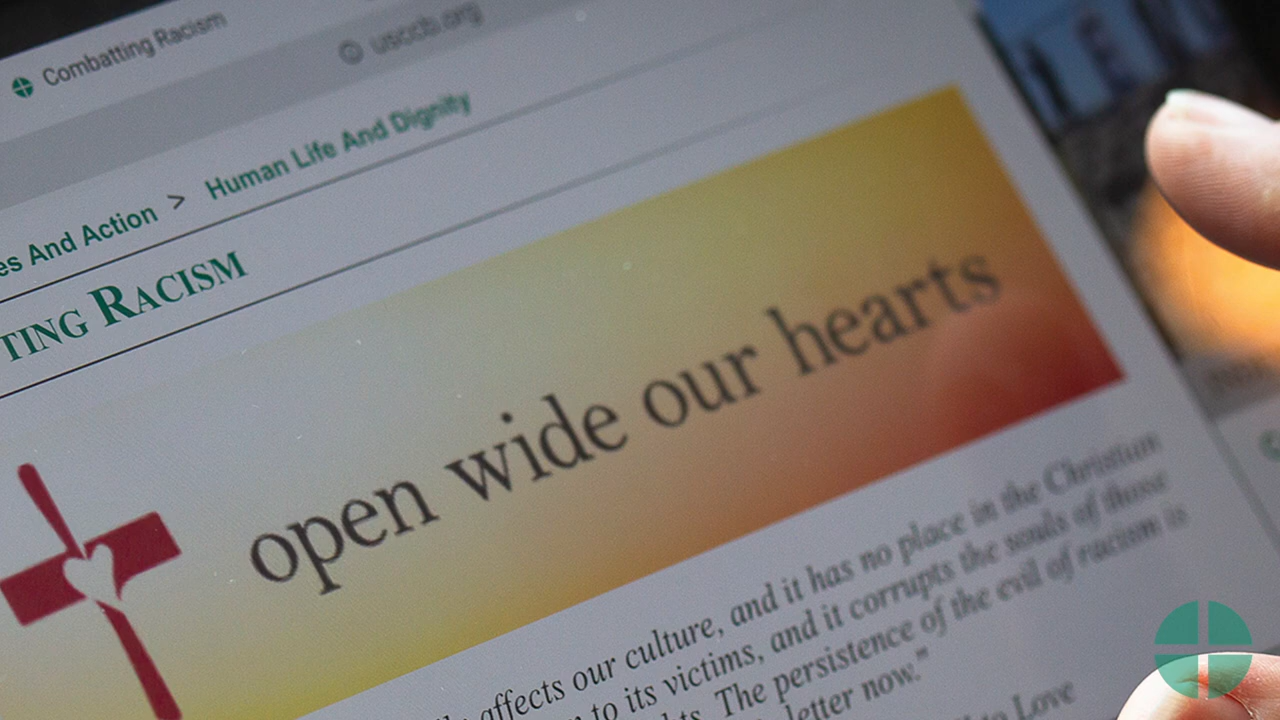 Combatting Racism
usccb.org
es And Action > Human Life And Dignity
TING RACISM
open wide our hearts
affects our culture, and it has no place in the Christian
to its victims, and it corrupts the souls of those
The persistence of the evil of racism is
letter now."
to Love